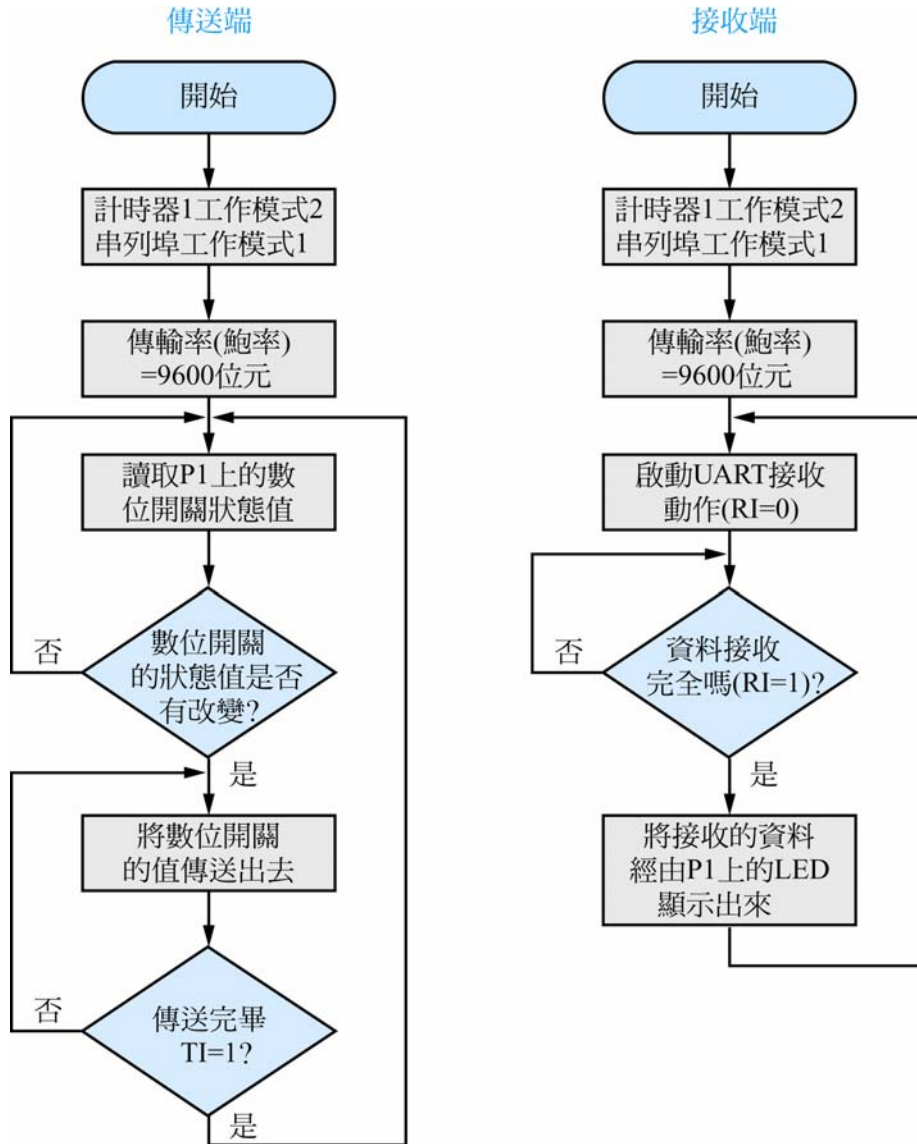 傳送端
開始
計時器1工作模式2
串列埠工作模式1
傳輸率(鮑率)
=9600位元
讀取P1上的數
位開關狀態值
數位開關
的狀態值是否
有改變?
否
是
將數位開關
的值傳送出去
傳送完畢
TI=1?
否
是
接收端
開始
計時器1工作模式2
串列埠工作模式1
傳輸率(鮑率)
=9600位元
啟動UART接收
動作(RI=0)
資料接收
完全嗎(RI=1)?
否
是
將接收的資料
經由P1上的LED
顯示出來